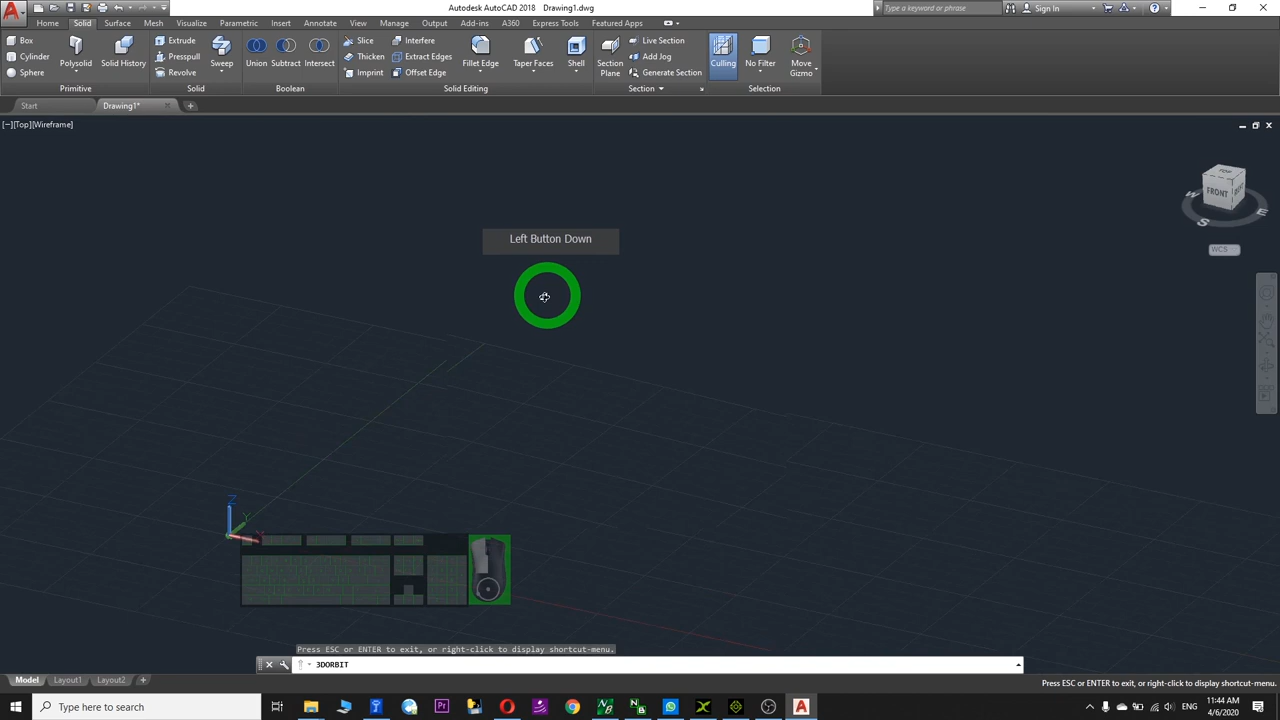 Autodesk AutoCAD 2018 Drawing1.dwg
Type a keyword or phrase
Sign In
Home Solid Surface Mesh Visualize Parametric Insert Annotate View Manage Output Add-ins A360 Express Tools Featured Apps
Box
Cylinder
Sphere
Polysolid
Solid History
Extrude
Presspull
Revolve
Sweep
Union
Subtract
Intersect
Slice
Thicken
Imprint
Interfere
Extract Edges
Offset Edge
Fillet Edge
Taper Faces
Shell
Section
Plane
Live Section
Add Jog
Generate Section
Culling
No Filter
Move
Gizmo
Primitive
Solid
Boolean
Solid Editing
Section
Selection
Start
Drawing1*
[−][Top][Wireframe]
TOP
FRONT
W
S
E
WCS
Left Button Down
Z
Y
X
Press ESC or ENTER to exit, or right-click to display shortcut-menu.
3DORBIT
Model
Layout1
Layout2
Press ESC or ENTER to exit, or right-click to display shortcut-menu.
Type here to search
ENG
11:44 AM
4/6/2020